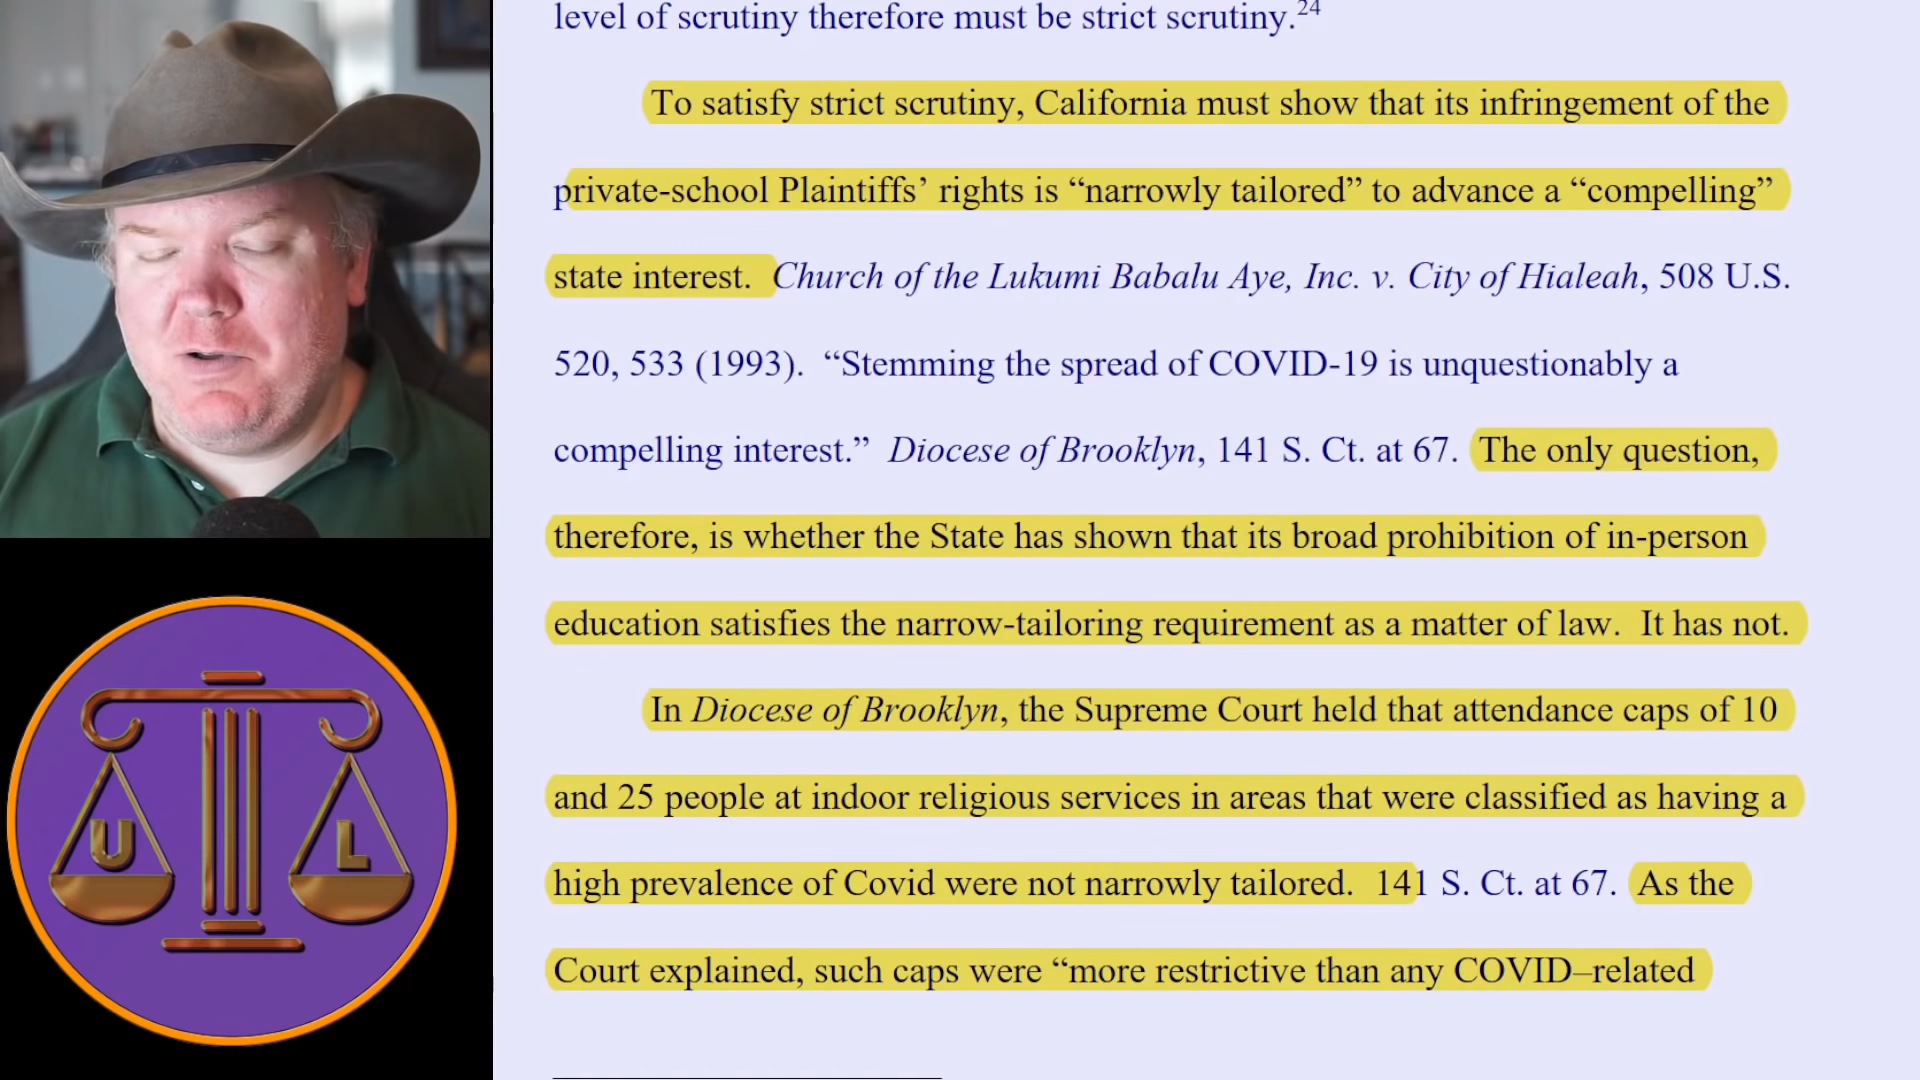 level of scrutiny therefore must be strict scrutiny.24
To satisfy strict scrutiny, California must show that its infringement of the
private-school Plaintiffs’ rights is “narrowly tailored” to advance a “compelling”
state interest. Church of the Lukumi Babalu Aye, Inc. v. City of Hialeah, 508 U.S.
520, 533 (1993). “Stemming the spread of COVID-19 is unquestionably a
compelling interest.” Diocese of Brooklyn, 141 S. Ct. at 67. The only question,
therefore, is whether the State has shown that its broad prohibition of in-person
education satisfies the narrow-tailoring requirement as a matter of law. It has not.
In Diocese of Brooklyn, the Supreme Court held that attendance caps of 10
and 25 people at indoor religious services in areas that were classified as having a
high prevalence of Covid were not narrowly tailored. 141 S. Ct. at 67. As the
Court explained, such caps were “more restrictive than any COVID–related
U L